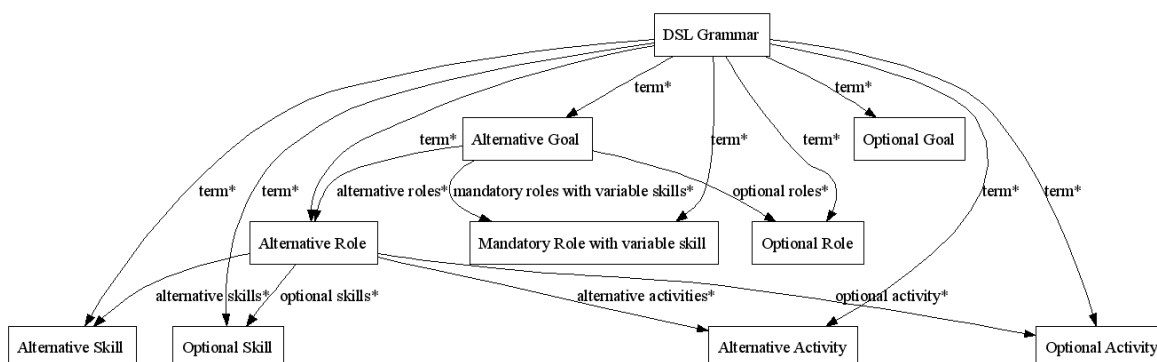 DSL Grammar
term*
term*
Alternative Goal
Optional Goal
term*
term*
term*
term*
term*
alternative roles*
mandatory roles with variable skills*
optional roles*
term*
term*
Alternative Role
Mandatory Role with variable skill
Optional Role
alternative skills*
optional skills*
alternative activities*
optional activity*
Alternative Skill
Optional Skill
Alternative Activity
Optional Activity